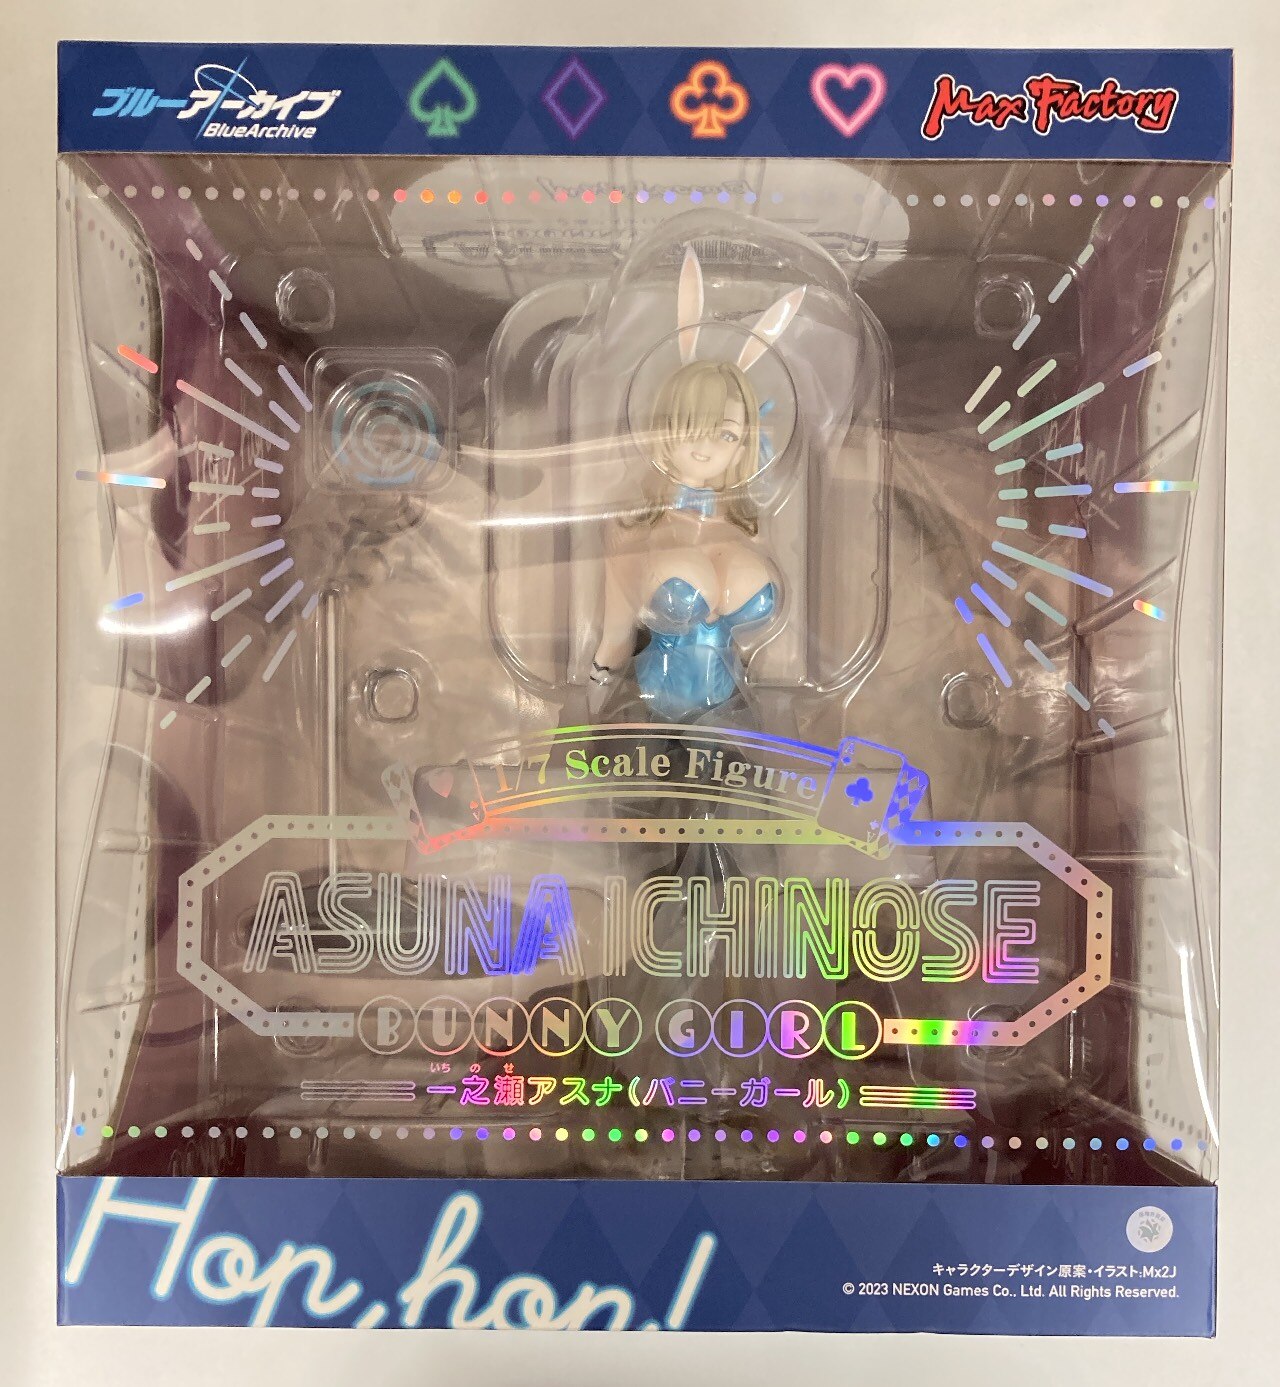 ブルーアーカイブ
BlueArchive
Max Factory
1/7 Scale Figure
ASUNA ICHINOSE
BUNNY GIRL
いちのせ
一之瀬アスナ(バニーガール)
Hop, hop!
キャラクターデザイン原案・イラスト:Mx2J
© 2023 NEXON Games Co., Ltd. All Rights Reserved.